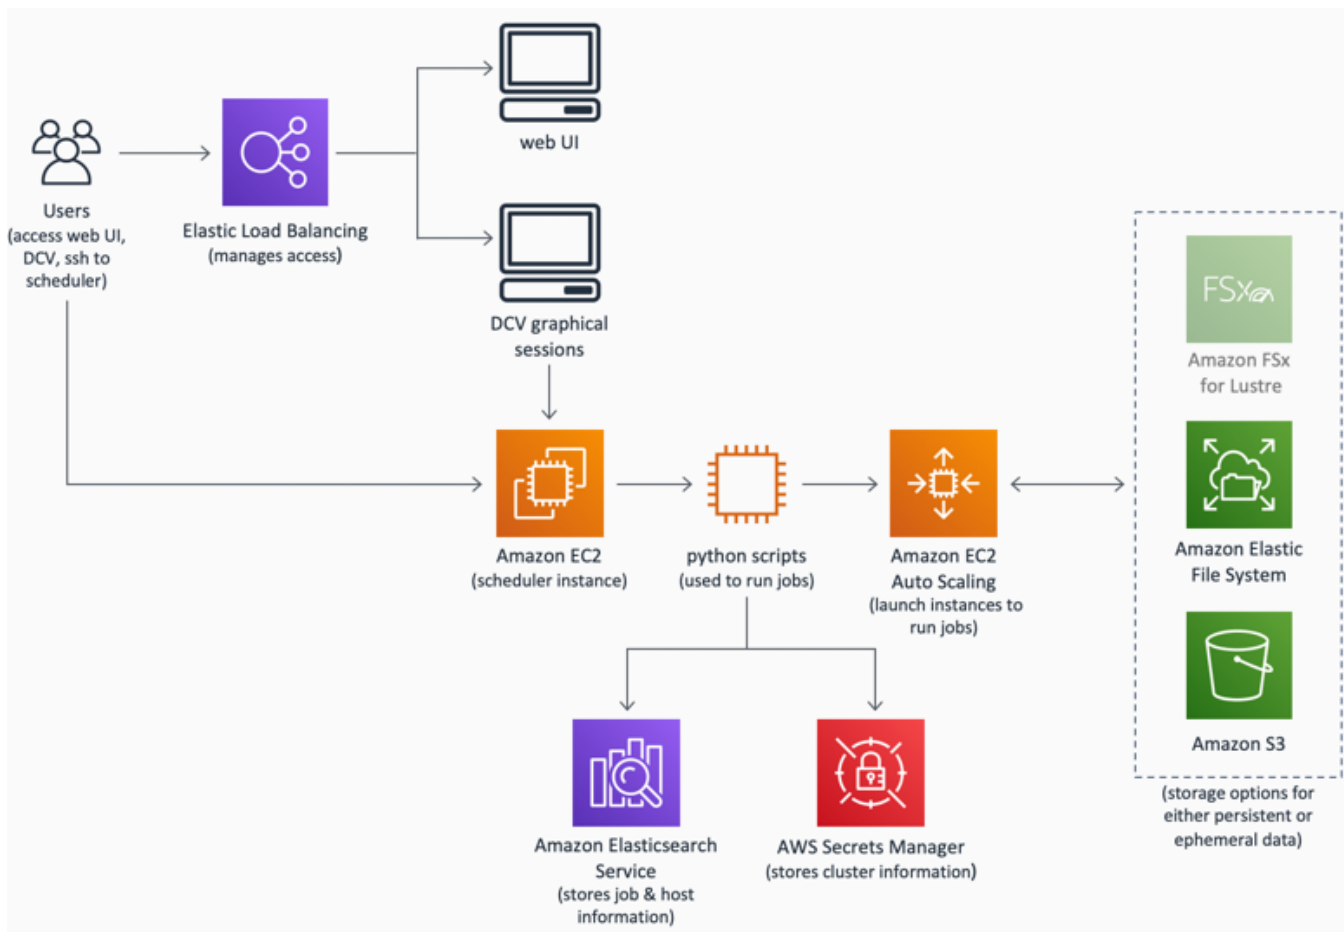 web UI
Users
(access web UI,
DCV, ssh to
scheduler)
Elastic Load Balancing
(manages access)
DCV graphical
sessions
Amazon EC2
(scheduler instance)
python scripts
(used to run jobs)
Amazon EC2
Auto Scaling
(launch instances to
run jobs)
FSx
Amazon FSx
for Lustre
Amazon Elastic
File System
Amazon S3
(storage options for
either persistent or
ephemeral data)
Amazon Elasticsearch
Service
(stores job & host
information)
AWS Secrets Manager
(stores cluster information)